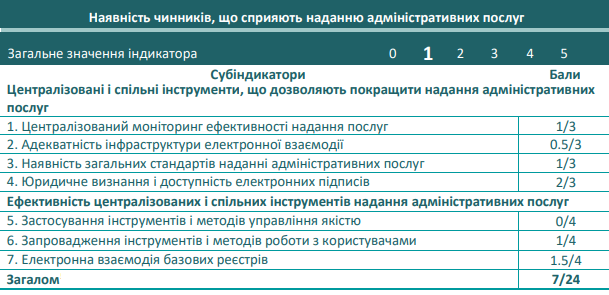 Наявність чинників, що сприяють наданню адміністративних послуг
Загальне значення індикатора 0 1 2 3 4 5
Субіндикатори Бали
Централізовані і спільні інструменти, що дозволяють покращити надання адміністративних
послуг
1. Централізований моніторинг ефективності надання послуг 1/3
2. Адекватність інфраструктури електронної взаємодії 0.5/3
3. Наявність загальних стандартів наданні адміністративних послуг 1/3
4. Юридичне визнання і доступність електронних підписів 2/3
Ефективність централізованих і спільних інструментів надання адміністративних послуг
5. Застосування інструментів і методів управління якістю 0/4
6. Запровадження інструментів і методів роботи з користувачами 1/4
7. Електронна взаємодія базових реєстрів 1.5/4
Загалом 7/24